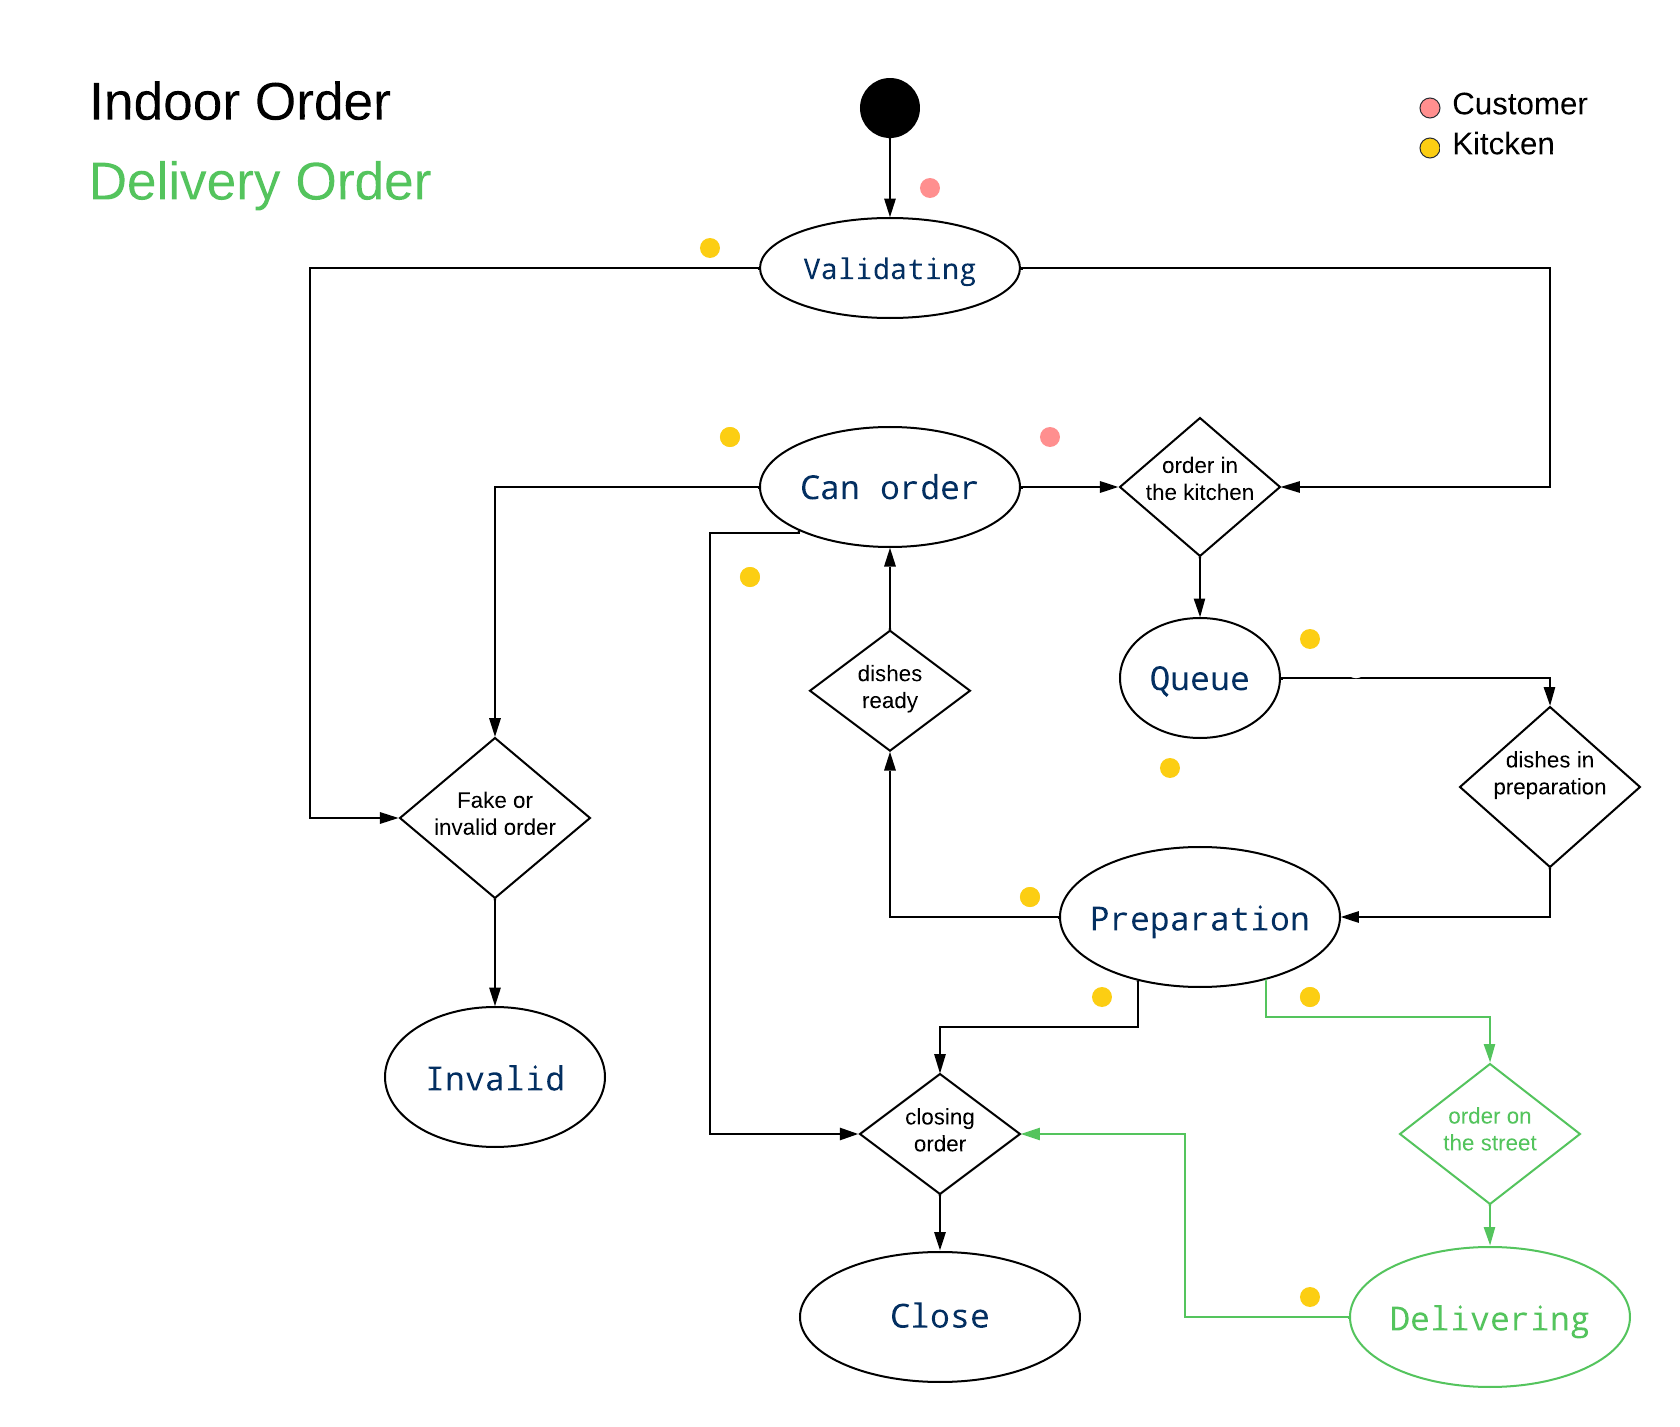 Indoor Order
Delivery Order
Customer
Kitcken
Validating
Can order
order in
the kitchen
dishes
ready
Queue
dishes in
preparation
Fake or
invalid order
Preparation
Invalid
closing
order
order on
the street
Close
Delivering